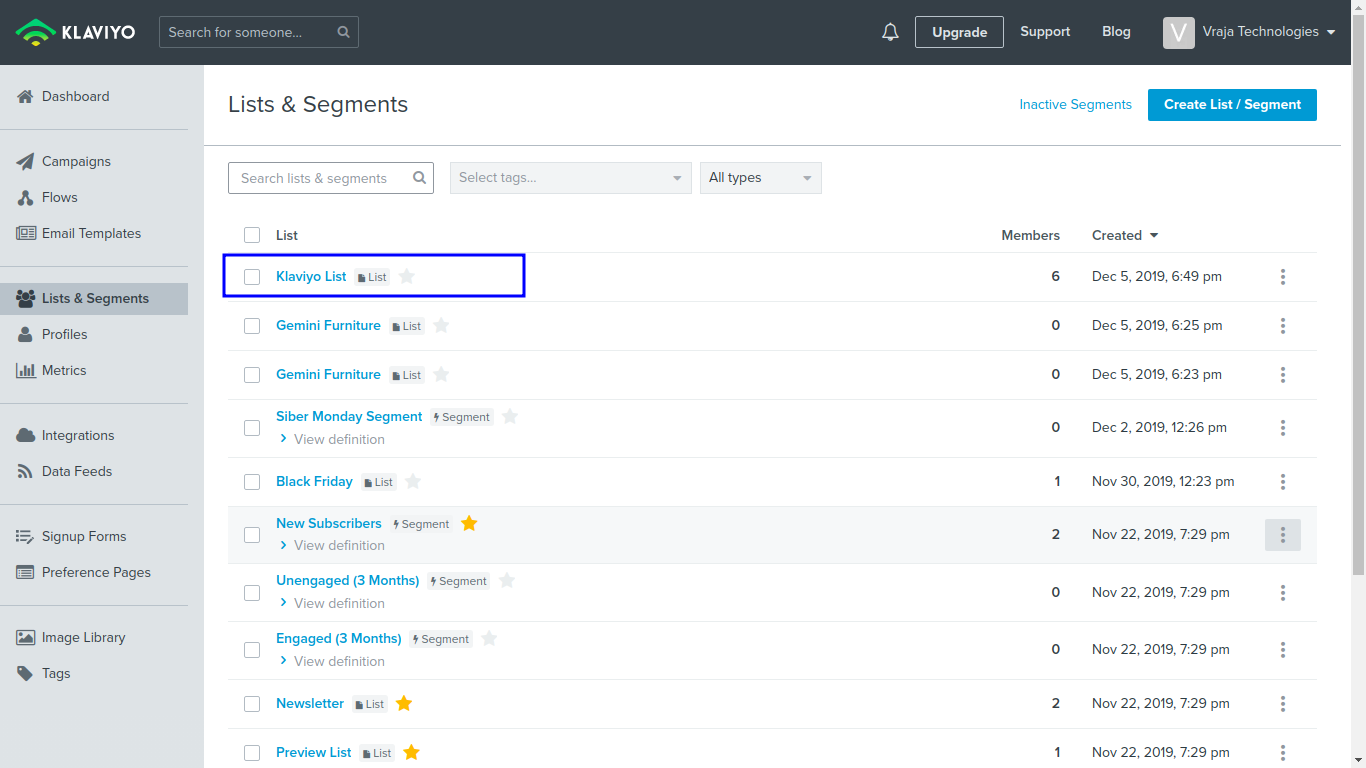 KLAVIYO Search for someone... Upgrade Support Blog V Vraja Technologies
Dashboard
Campaigns
Flows
Email Templates
Lists & Segments
Profiles
Metrics
Integrations
Data Feeds
Signup Forms
Preference Pages
Image Library
Tags
Lists & Segments Inactive Segments Create List / Segment
Search lists & segments Select tags... All types
List Members Created
Klaviyo List List 6 Dec 5, 2019, 6:49 pm
Gemini Furniture List 0 Dec 5, 2019, 6:25 pm
Gemini Furniture List 0 Dec 5, 2019, 6:23 pm
Siber Monday Segment Segment 0 Dec 2, 2019, 12:26 pm
View definition
Black Friday List 1 Nov 30, 2019, 12:23 pm
New Subscribers Segment 2 Nov 22, 2019, 7:29 pm
View definition
Unengaged (3 Months) Segment 0 Nov 22, 2019, 7:29 pm
View definition
Engaged (3 Months) Segment 0 Nov 22, 2019, 7:29 pm
View definition
Newsletter List 2 Nov 22, 2019, 7:29 pm
Preview List List 1 Nov 22, 2019, 7:29 pm